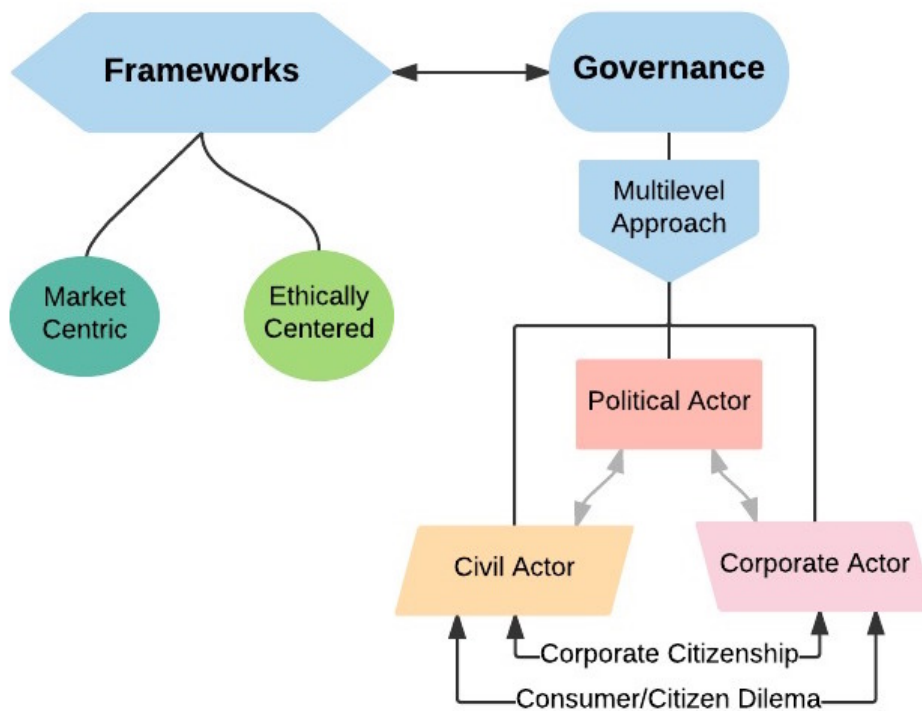 Frameworks
Governance
Multilevel
Approach
Market
Centric
Ethically
Centered
Political Actor
Civil Actor
Corporate Actor
Corporate Citizenship
Consumer/Citizen Dilema